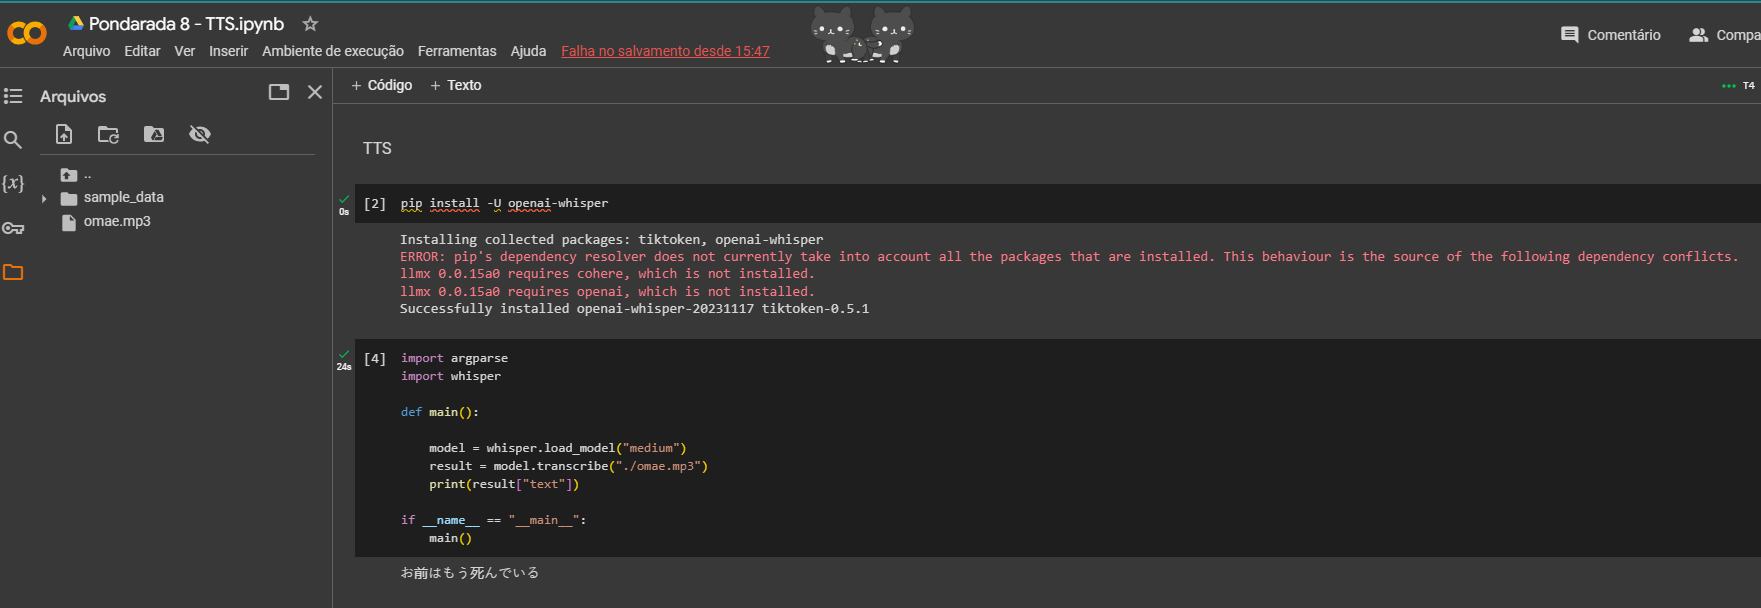 Pondarada 8 - TTS.ipynb
Arquivo Editar Ver Inserir Ambiente de execução Ferramentas Ajuda Falha no salvamento desde 15:47
Comentário
Compa
Arquivos
..
sample_data
omae.mp3
+ Código + Texto
T4
TTS
0s
[2] pip install -U openai-whisper
Installing collected packages: tiktoken, openai-whisper
ERROR: pip's dependency resolver does not currently take into account all the packages that are installed. This behaviour is the source of the following dependency conflicts.
llmx 0.0.15a0 requires cohere, which is not installed.
llmx 0.0.15a0 requires openai, which is not installed.
Successfully installed openai-whisper-20231117 tiktoken-0.5.1
24s
[4] import argparse
import whisper
def main():
model = whisper.load_model("medium")
result = model.transcribe("./omae.mp3")
print(result["text"])
if __name__ == "__main__":
main()
お前はもう死んでいる